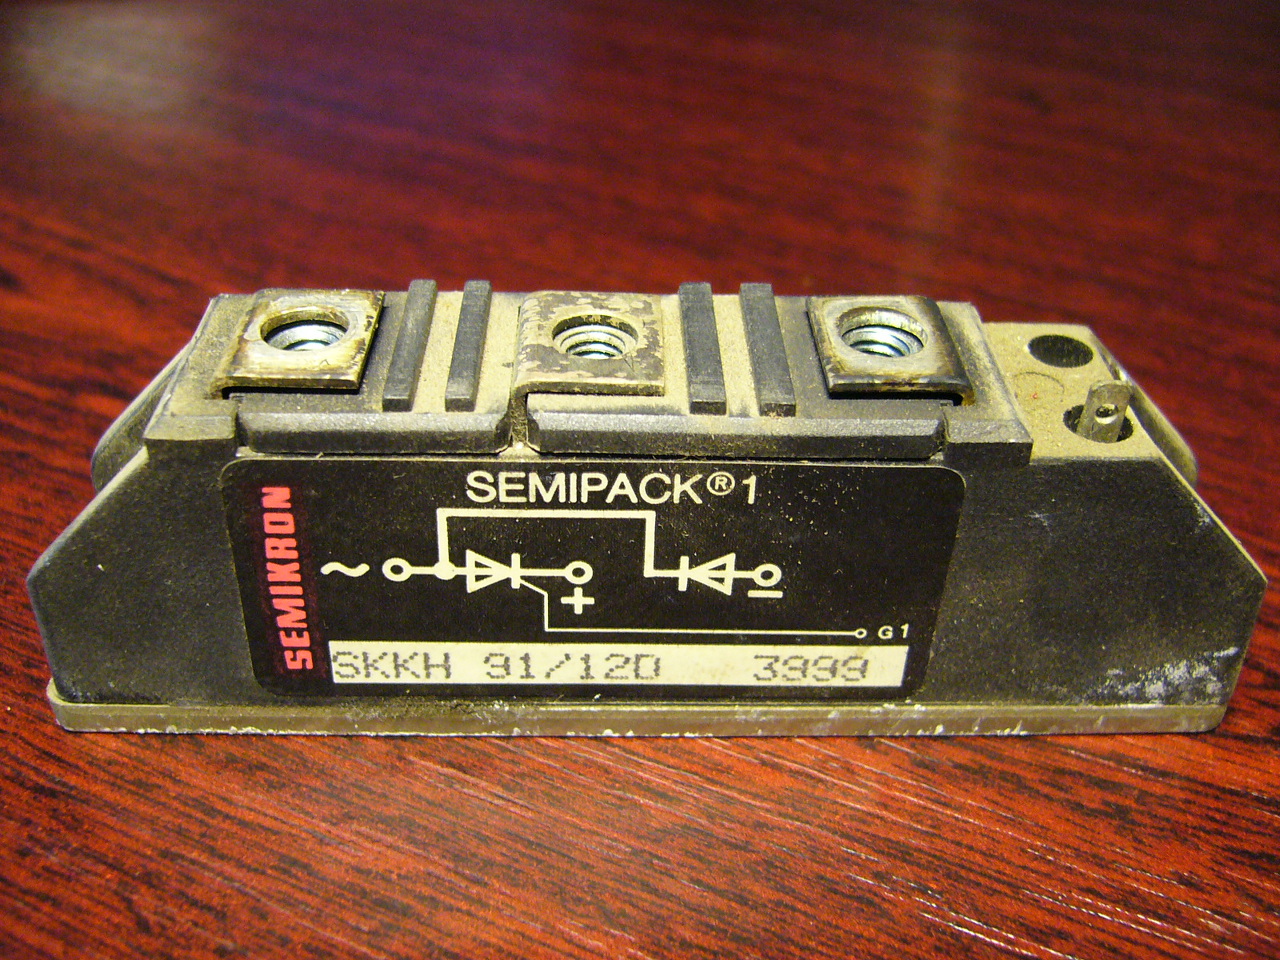 SEMIPACK® 1
SEMIKRON
~
+
−
G1
SKKH 91/12D 3999